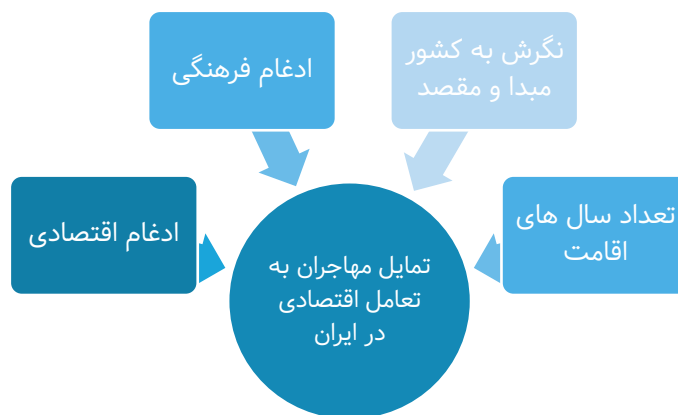 نگرش به کشور
مبدا و مقصد
ادغام فرهنگی
تعداد سال های
اقامت
ادغام اقتصادی
تمایل مهاجران به
تعامل اقتصادی
در ایران